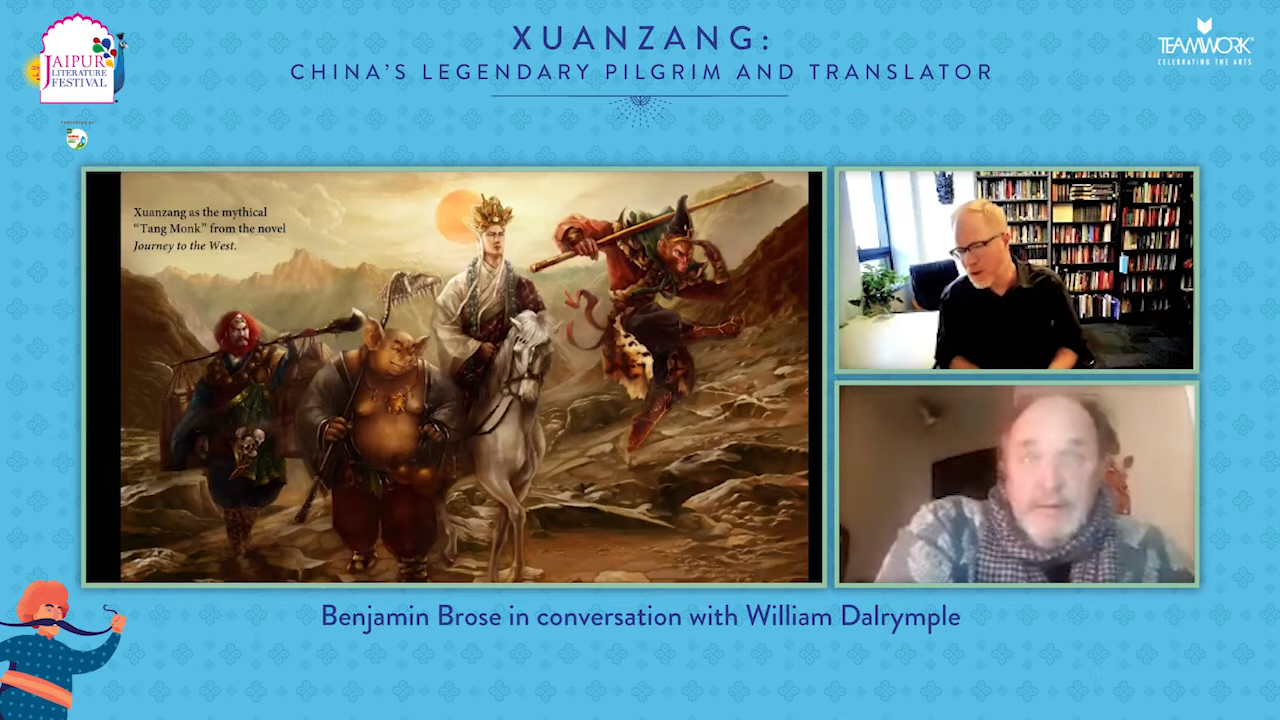 JAIPUR
LITERATURE
FESTIVAL
XUANZANG:
CHINA'S LEGENDARY PILGRIM AND TRANSLATOR
TEAMWORK
CELEBRATING THE ARTS
Xuanzang as the mythical
“Tang Monk” from the novel
Journey to the West.
Benjamin Brose in conversation with William Dalrymple